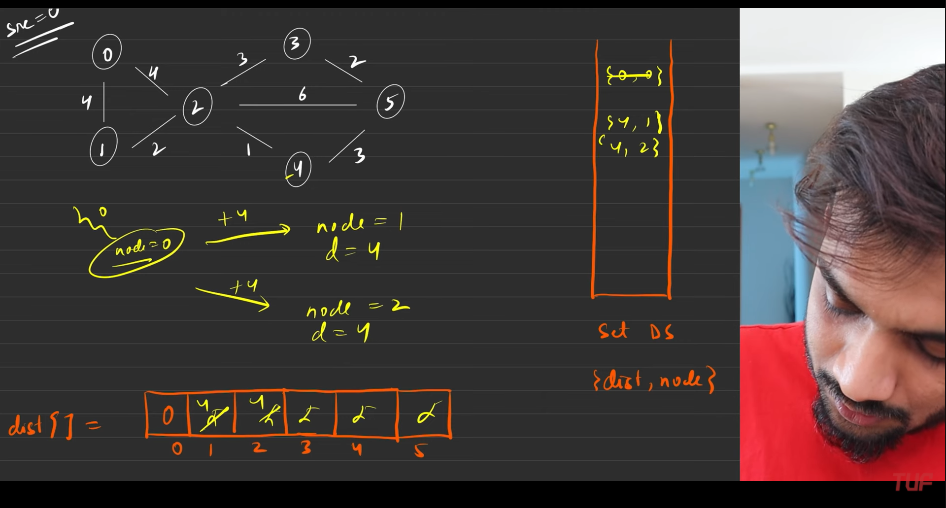 src=0
0
4
4
1
2
2
3
3
2
6
5
1
4
3
0
node=0
+4
node = 1
d = 4
+4
node = 2
d = 4
dist[] =
0 4 4
0 1 2 3 4 5
{0, 0}
{4, 1}
{4, 2}
Set DS
{dist, node}
TUF